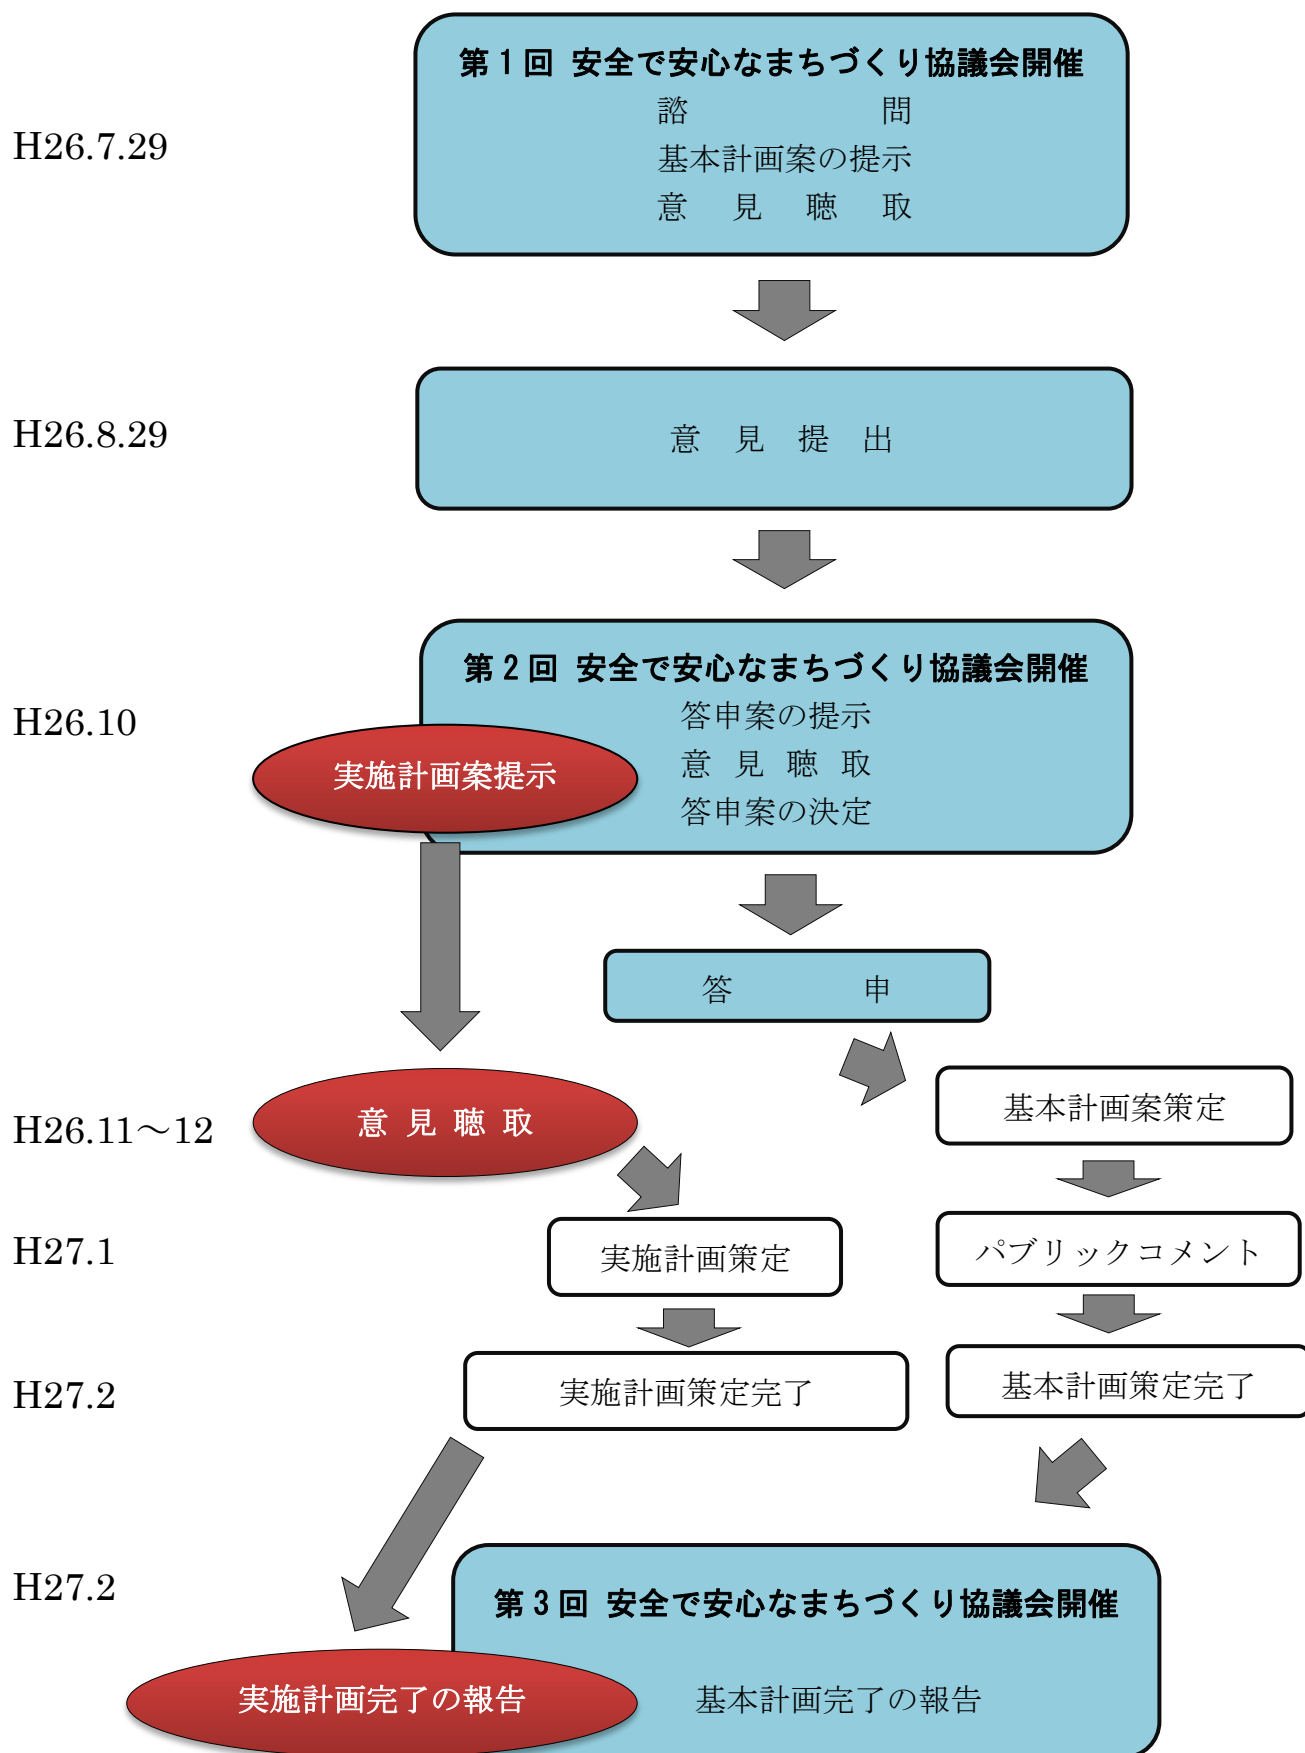 第1回 安全で安心なまちづくり協議会開催
諮 問
H26.7.29
基本計画案の提示
意 見 聴 取
H26.8.29
意 見 提 出
第2回 安全で安心なまちづくり協議会開催
H26.10
答申案の提示
実施計画案提示
意 見 聴 取
答申案の決定
答 申
基本計画案策定
H26.11～12
意 見 聴 取
H27.1
実施計画策定
パブリックコメント
H27.2
実施計画策定完了
基本計画策定完了
H27.2
第3回 安全で安心なまちづくり協議会開催
実施計画完了の報告
基本計画完了の報告